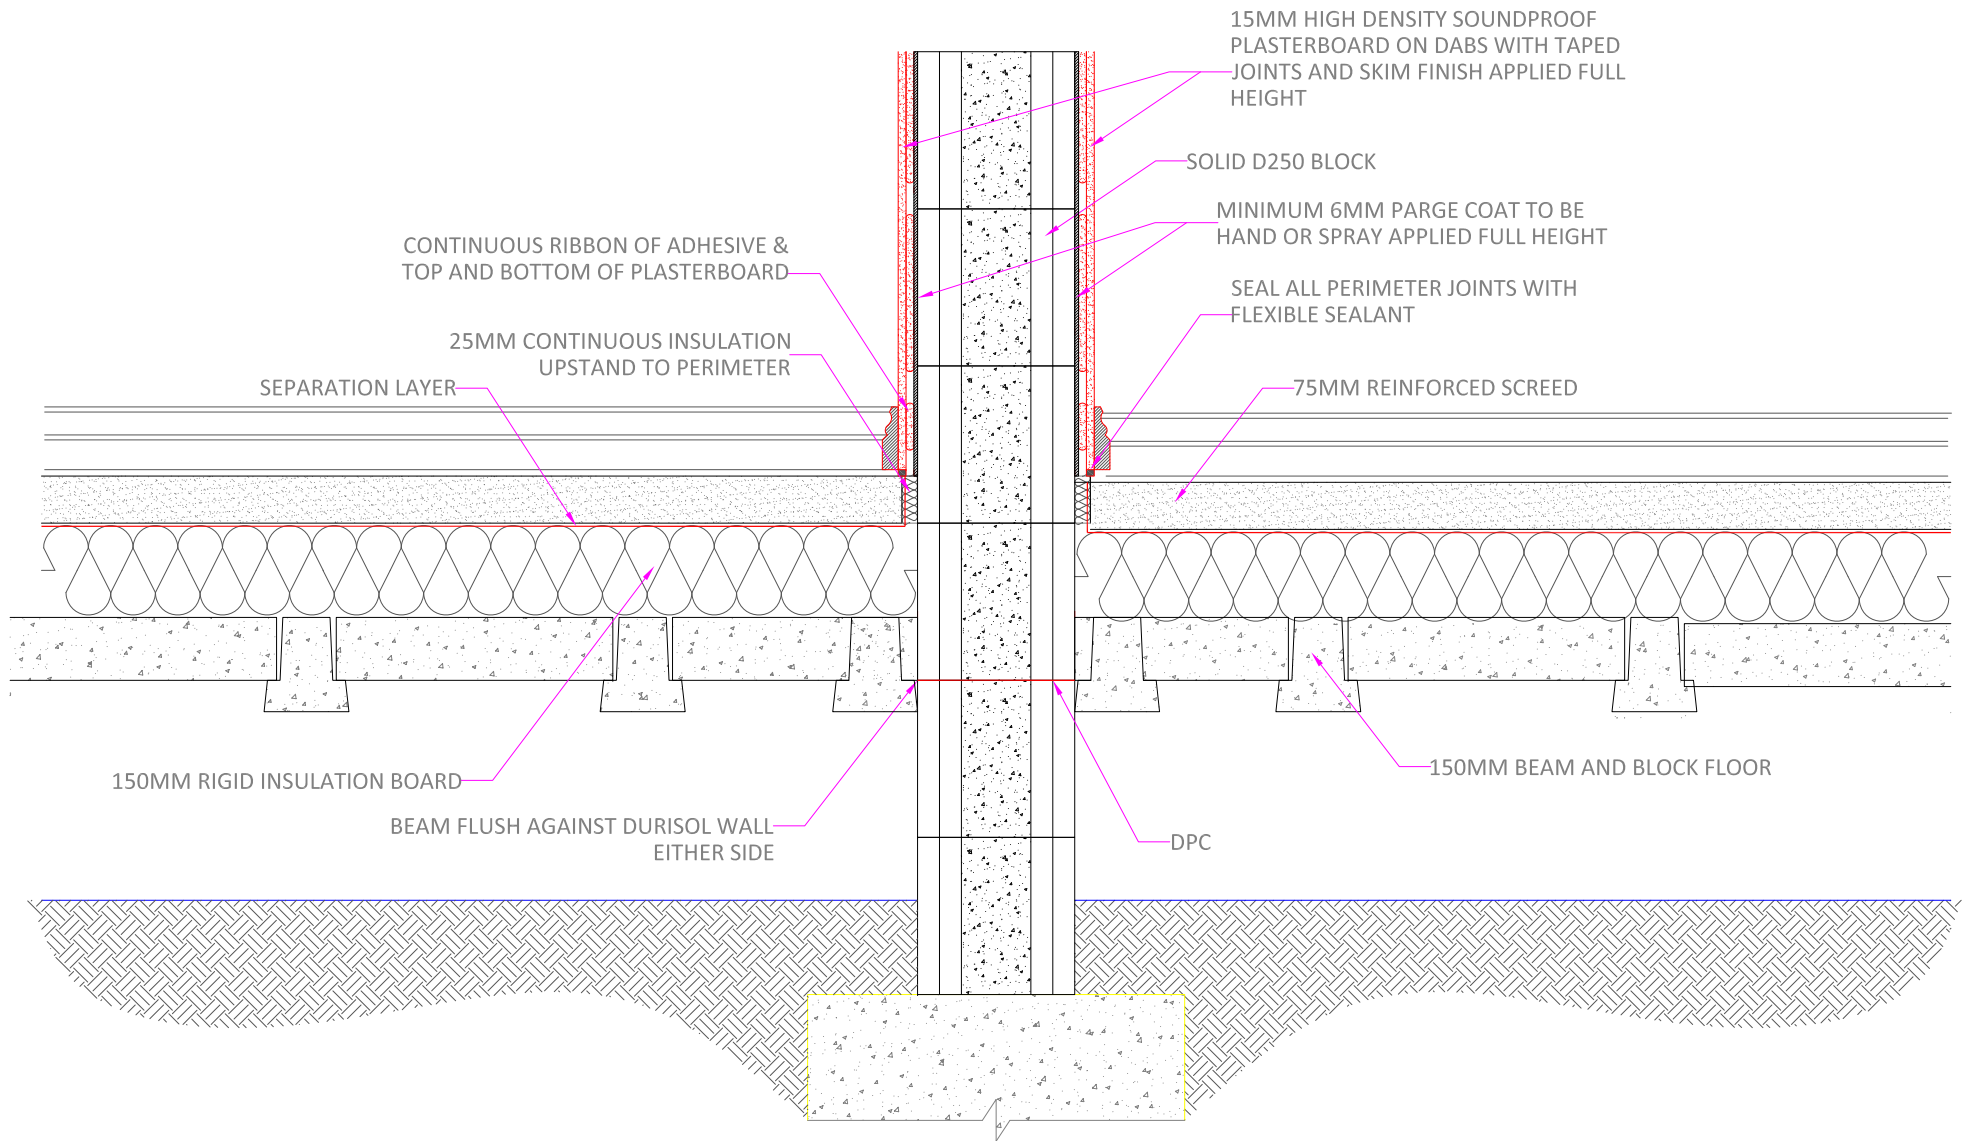 15MM HIGH DENSITY SOUNDPROOF
PLASTERBOARD ON DABS WITH TAPED
JOINTS AND SKIM FINISH APPLIED FULL
HEIGHT
SOLID D250 BLOCK
MINIMUM 6MM PARGE COAT TO BE
HAND OR SPRAY APPLIED FULL HEIGHT
CONTINUOUS RIBBON OF ADHESIVE &
TOP AND BOTTOM OF PLASTERBOARD
SEAL ALL PERIMETER JOINTS WITH
FLEXIBLE SEALANT
25MM CONTINUOUS INSULATION
UPSTAND TO PERIMETER
SEPARATION LAYER
75MM REINFORCED SCREED
150MM RIGID INSULATION BOARD
150MM BEAM AND BLOCK FLOOR
BEAM FLUSH AGAINST DURISOL WALL
EITHER SIDE
DPC